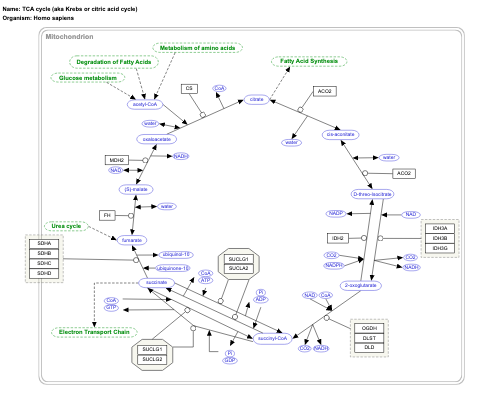 Name: TCA cycle (aka Krebs or citric acid cycle)
Organism: Homo sapiens
Mitochondrion
Metabolism of amino acids
Degradation of Fatty Acids
Fatty Acid Synthesis
Glucose metabolism
CS
CoA
ACO2
acetyl-CoA
citrate
water
water
oxaloacetate
cis-aconitate
MDH2
NADH
NAD
water
ACO2
(S)-malate
D-threo-isocitrate
water
FH
NADP
NAD
Urea cycle
fumarate
IDH2
IDH3A
IDH3B
IDH3G
SDHA
SDHB
SDHC
SDHD
ubiquinol-10
ubiquinone-10
SUCLG1
SUCLA2
CO2
NADPH
CO2
NADH
succinate
CoA
ATP
2-oxoglutarate
CoA
GTP
Pi
ADP
NAD
CoA
Electron Transport Chain
succinyl-CoA
OGDH
DLST
DLD
SUCLG1
SUCLG2
Pi
GDP
CO2
NADH